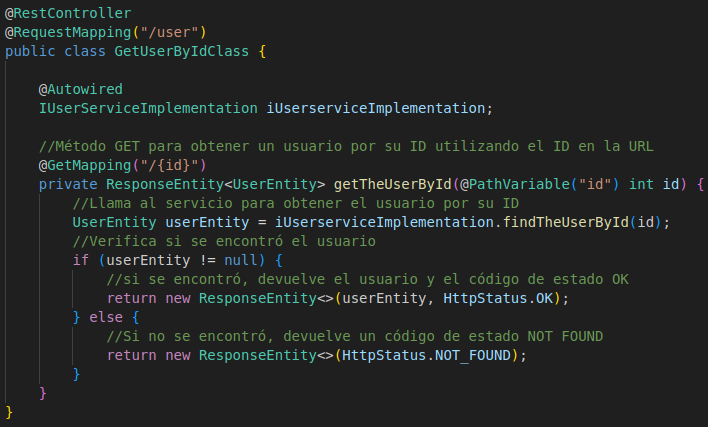 @RestController
@RequestMapping("/user")
public class GetUserByIdClass {
@Autowired
IUserServiceImplementation iUserserviceImplementation;
//Método GET para obtener un usuario por su ID utilizando el ID en la URL
@GetMapping("/{id}")
private ResponseEntity<UserEntity> getTheUserById(@PathVariable("id") int id) {
//Llama al servicio para obtener el usuario por su ID
UserEntity userEntity = iUserserviceImplementation.findTheUserById(id);
//Verifica si se encontró el usuario
if (userEntity != null) {
//si se encontró, devuelve el usuario y el código de estado OK
return new ResponseEntity<>(userEntity, HttpStatus.OK);
} else {
//Si no se encontró, devuelve un código de estado NOT FOUND
return new ResponseEntity<>(HttpStatus.NOT_FOUND);
}
}
}